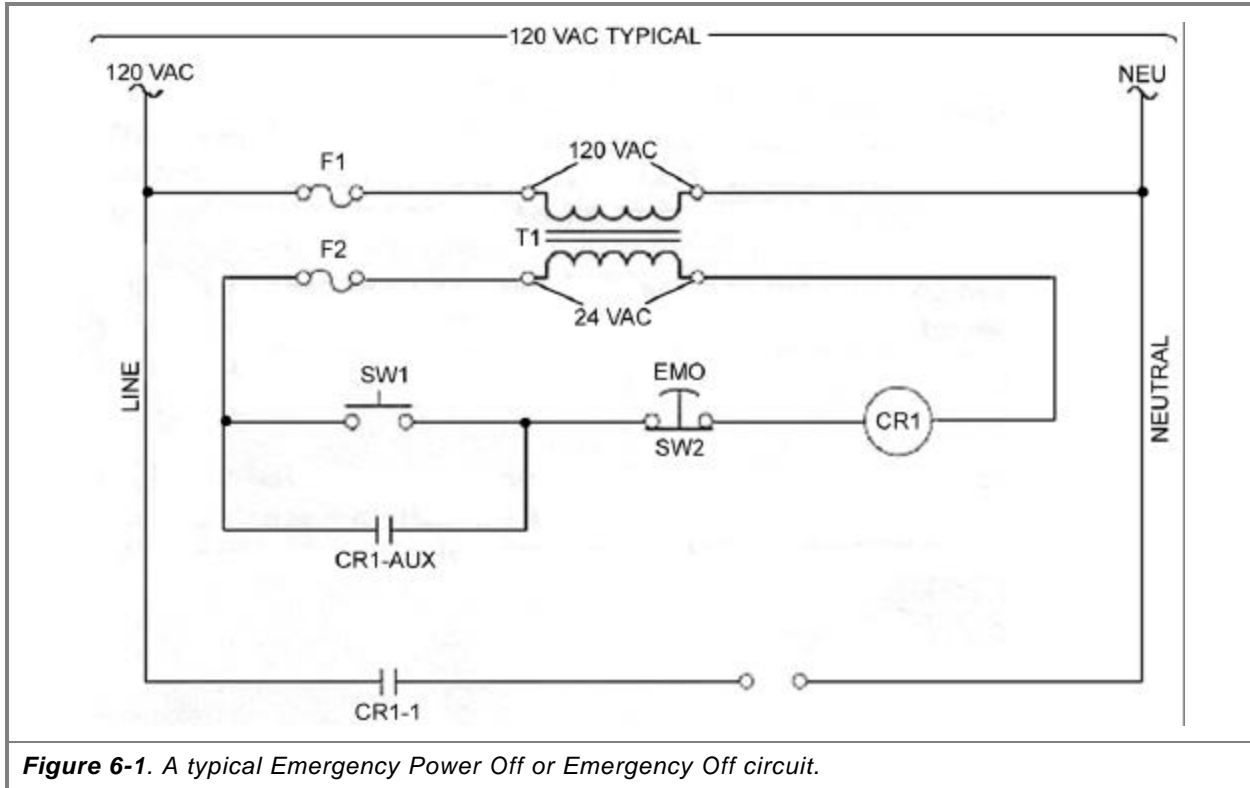 120 VAC TYPICAL
120 VAC
NEU
F1
120 VAC
T1
F2
24 VAC
LINE
SW1
EMO
CR1
SW2
NEUTRAL
CR1-AUX
CR1-1
Figure 6-1. A typical Emergency Power Off or Emergency Off circuit.